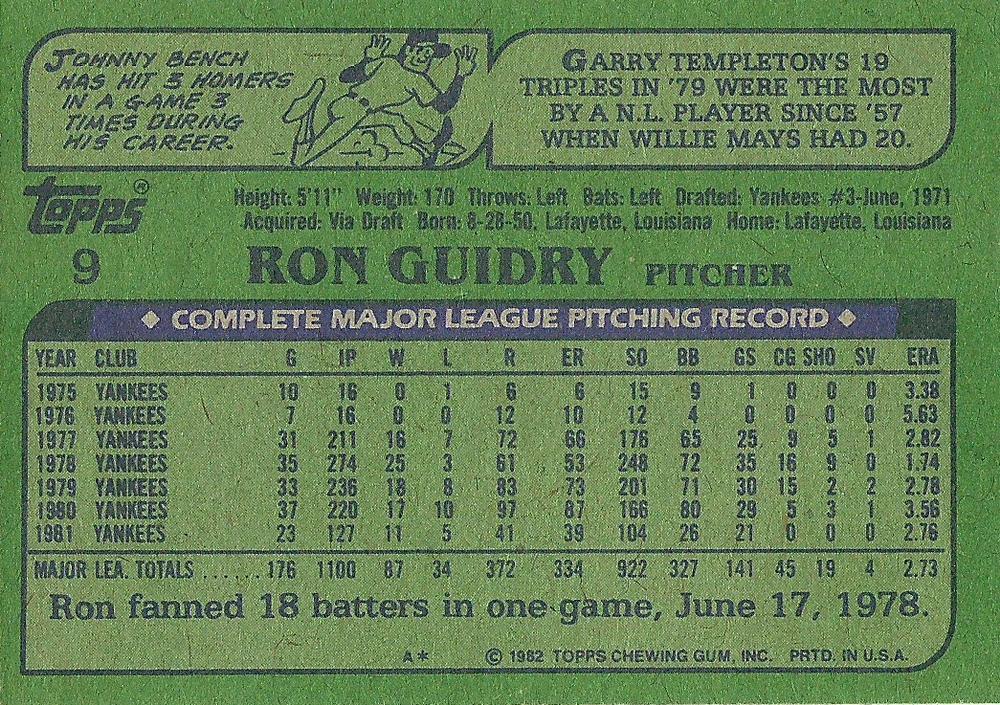 JOHNNY BENCH
HAS HIT 3 HOMERS
IN A GAME 3
TIMES DURING
HIS CAREER.
GARRY TEMPLETON'S 19
TRIPLES IN '79 WERE THE MOST
BY A N.L. PLAYER SINCE '57
WHEN WILLIE MAYS HAD 20.
Topps®
Height: 5'11" Weight: 170 Throws: Left Bats: Left Drafted: Yankees #3-June, 1971
Acquired: Via Draft Born: 8-28-50, Lafayette, Louisiana Home: Lafayette, Louisiana
9 RON GUIDRY PITCHER
◆ COMPLETE MAJOR LEAGUE PITCHING RECORD ◆
YEAR CLUB G IP W L R ER SO BB GS CG SHO SV ERA
1975 YANKEES 10 16 0 1 6 6 15 9 1 0 0 0 3.38
1976 YANKEES 7 16 0 0 12 10 12 4 0 0 0 0 5.63
1977 YANKEES 31 211 16 7 72 66 176 65 25 9 5 1 2.82
1978 YANKEES 35 274 25 3 61 53 248 72 35 16 9 0 1.74
1979 YANKEES 33 236 18 8 83 73 201 71 30 15 2 2 2.78
1980 YANKEES 37 220 17 10 97 87 166 80 29 5 3 1 3.56
1981 YANKEES 23 127 11 5 41 39 104 26 21 0 0 0 2.76
MAJOR LEA. TOTALS ....... 176 1100 87 34 372 334 922 327 141 45 19 4 2.73
Ron fanned 18 batters in one game, June 17, 1978.
A* © 1982 TOPPS CHEWING GUM, INC. PRTD. IN U.S.A.